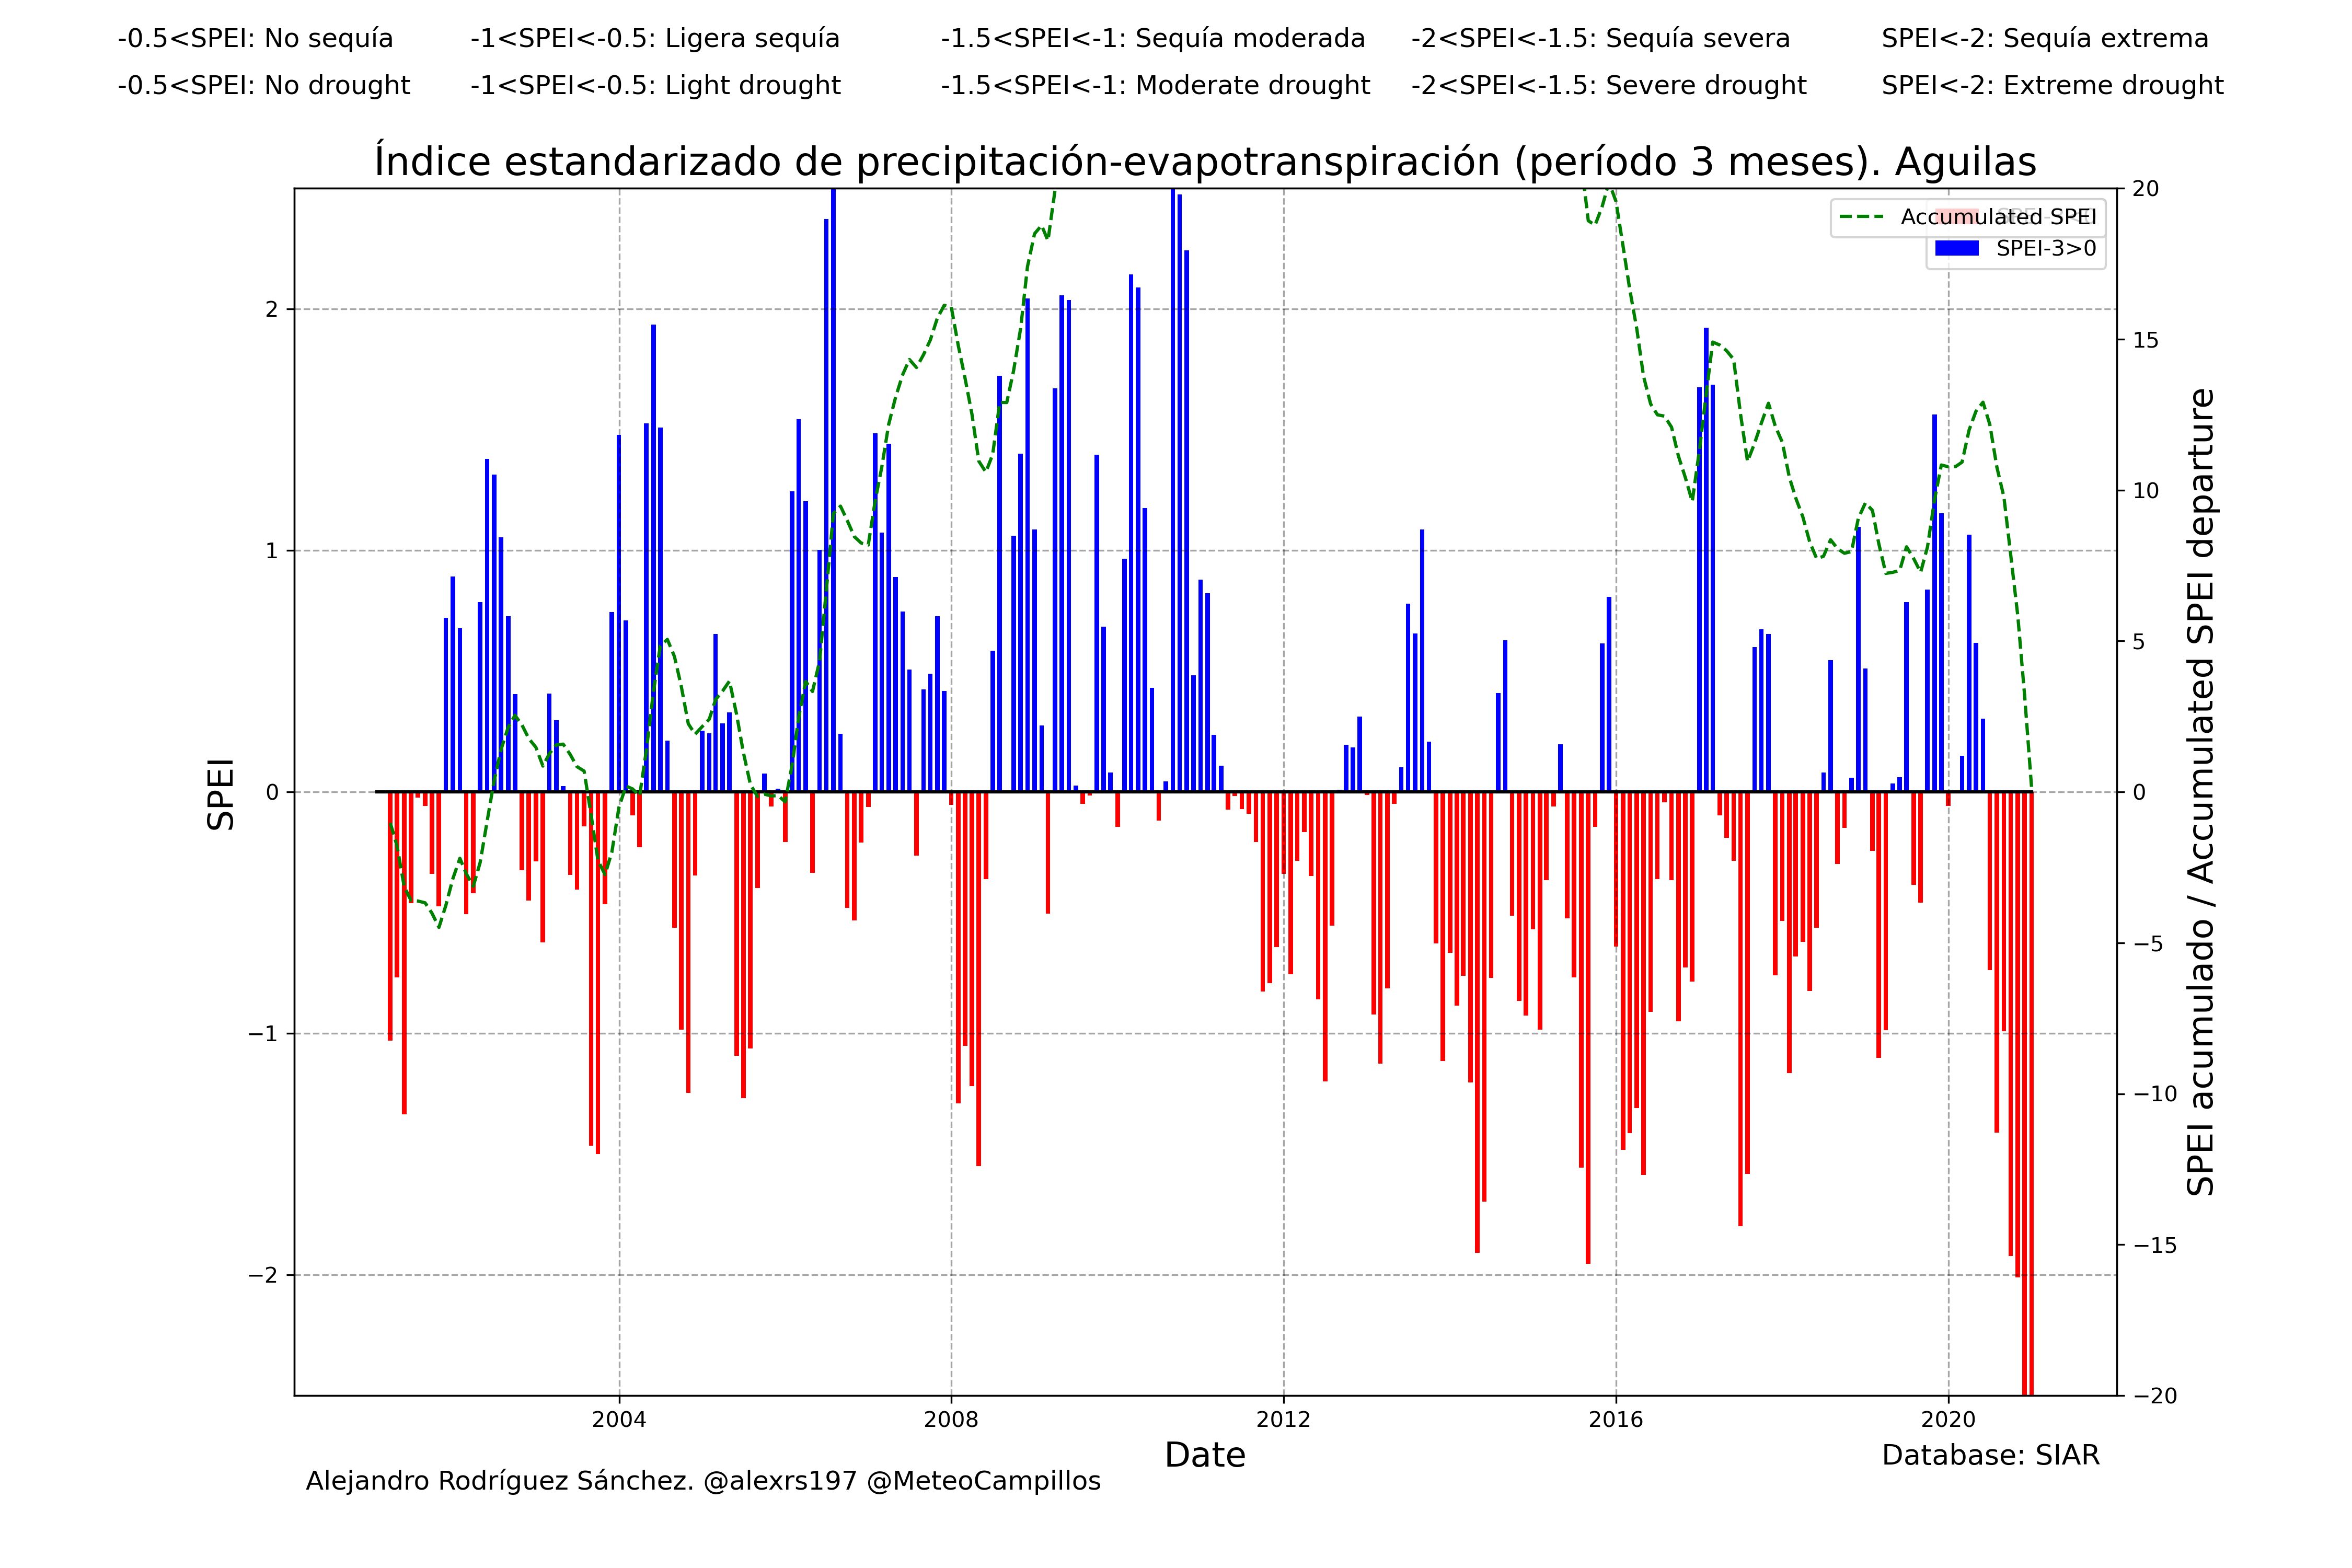 -0.5<SPEI: No sequía
-1<SPEI<-0.5: Ligera sequía
-1.5<SPEI<-1: Sequía moderada
-2<SPEI<-1.5: Sequía severa
SPEI<-2: Sequía extrema
-0.5<SPEI: No drought
-1<SPEI<-0.5: Light drought
-1.5<SPEI<-1: Moderate drought
-2<SPEI<-1.5: Severe drought
SPEI<-2: Extreme drought
Índice estandarizado de precipitación-evapotranspiración (período 3 meses). Aguilas
Accumulated SPEI
SPEI-3>0
SPEI
2
1
0
−1
−2
20
15
10
5
0
−5
−10
−15
−20
SPEI acumulado / Accumulated SPEI departure
2004
2008
2012
2016
2020
Date
Database: SIAR
Alejandro Rodríguez Sánchez. @alexrs197 @MeteoCampillos